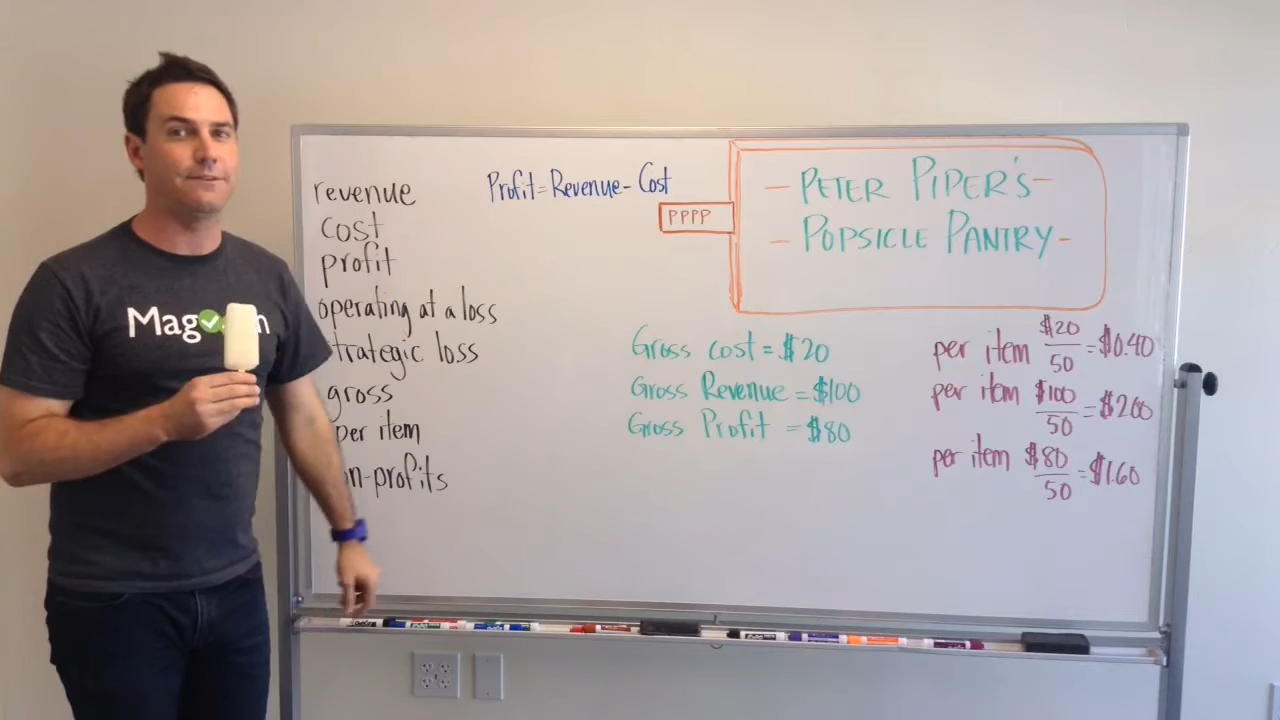 Mag
revenue
cost
profit
operating at a loss
trategic loss
gross
per item
n-profits
Profit = Revenue - Cost
PPPP
- PETER PIPER'S -
- POPSICLE PANTRY -
Gross cost = $20
Gross Revenue = $100
Gross Profit = $80
per item $20/50 = $0.40
per item $100/50 = $2.00
per item $80/50 = $1.60